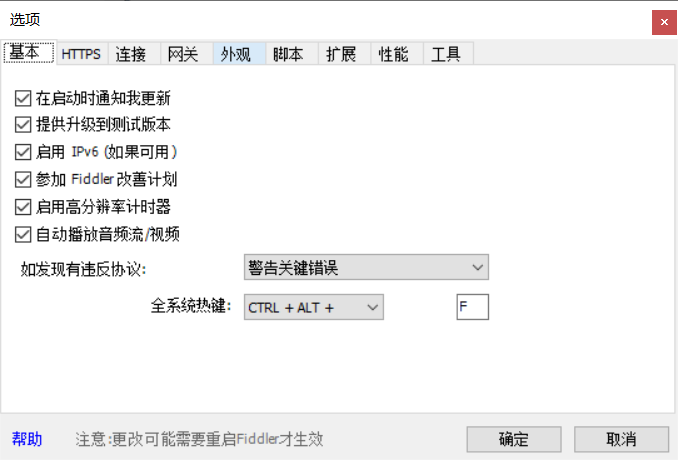 选项
基本 HTTPS 连接 网关 外观 脚本 扩展 性能 工具
在启动时通知我更新
提供升级到测试版本
启用 IPv6 (如果可用)
参加 Fiddler 改善计划
启用高分辨率计时器
自动播放音频流/视频
如发现有违反协议: 警告关键错误
全系统热键: CTRL + ALT + F
帮助 注意:更改可能需要重启Fiddler才生效 确定 取消